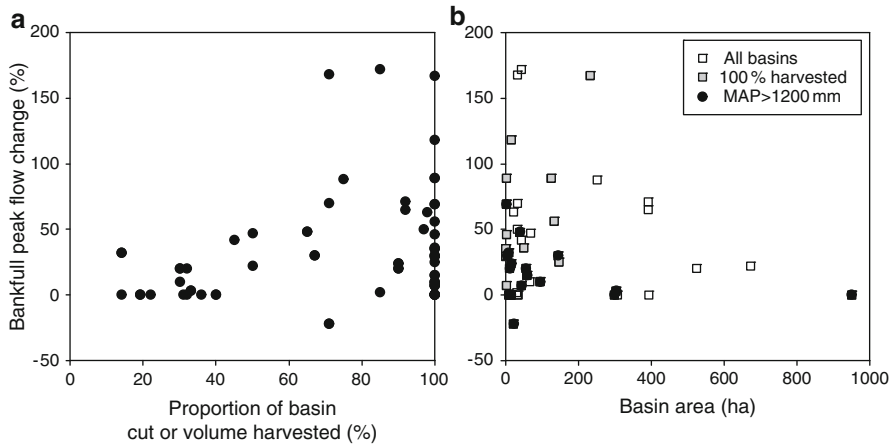 a
200
150
100
50
0
-50
0 20 40 60 80 100
Bankfull peak flow change (%)
Proportion of basin
cut or volume harvested (%)
b
200
150
100
50
0
-50
0 200 400 600 800 1000
Basin area (ha)
All basins
100 % harvested
MAP>1200 mm